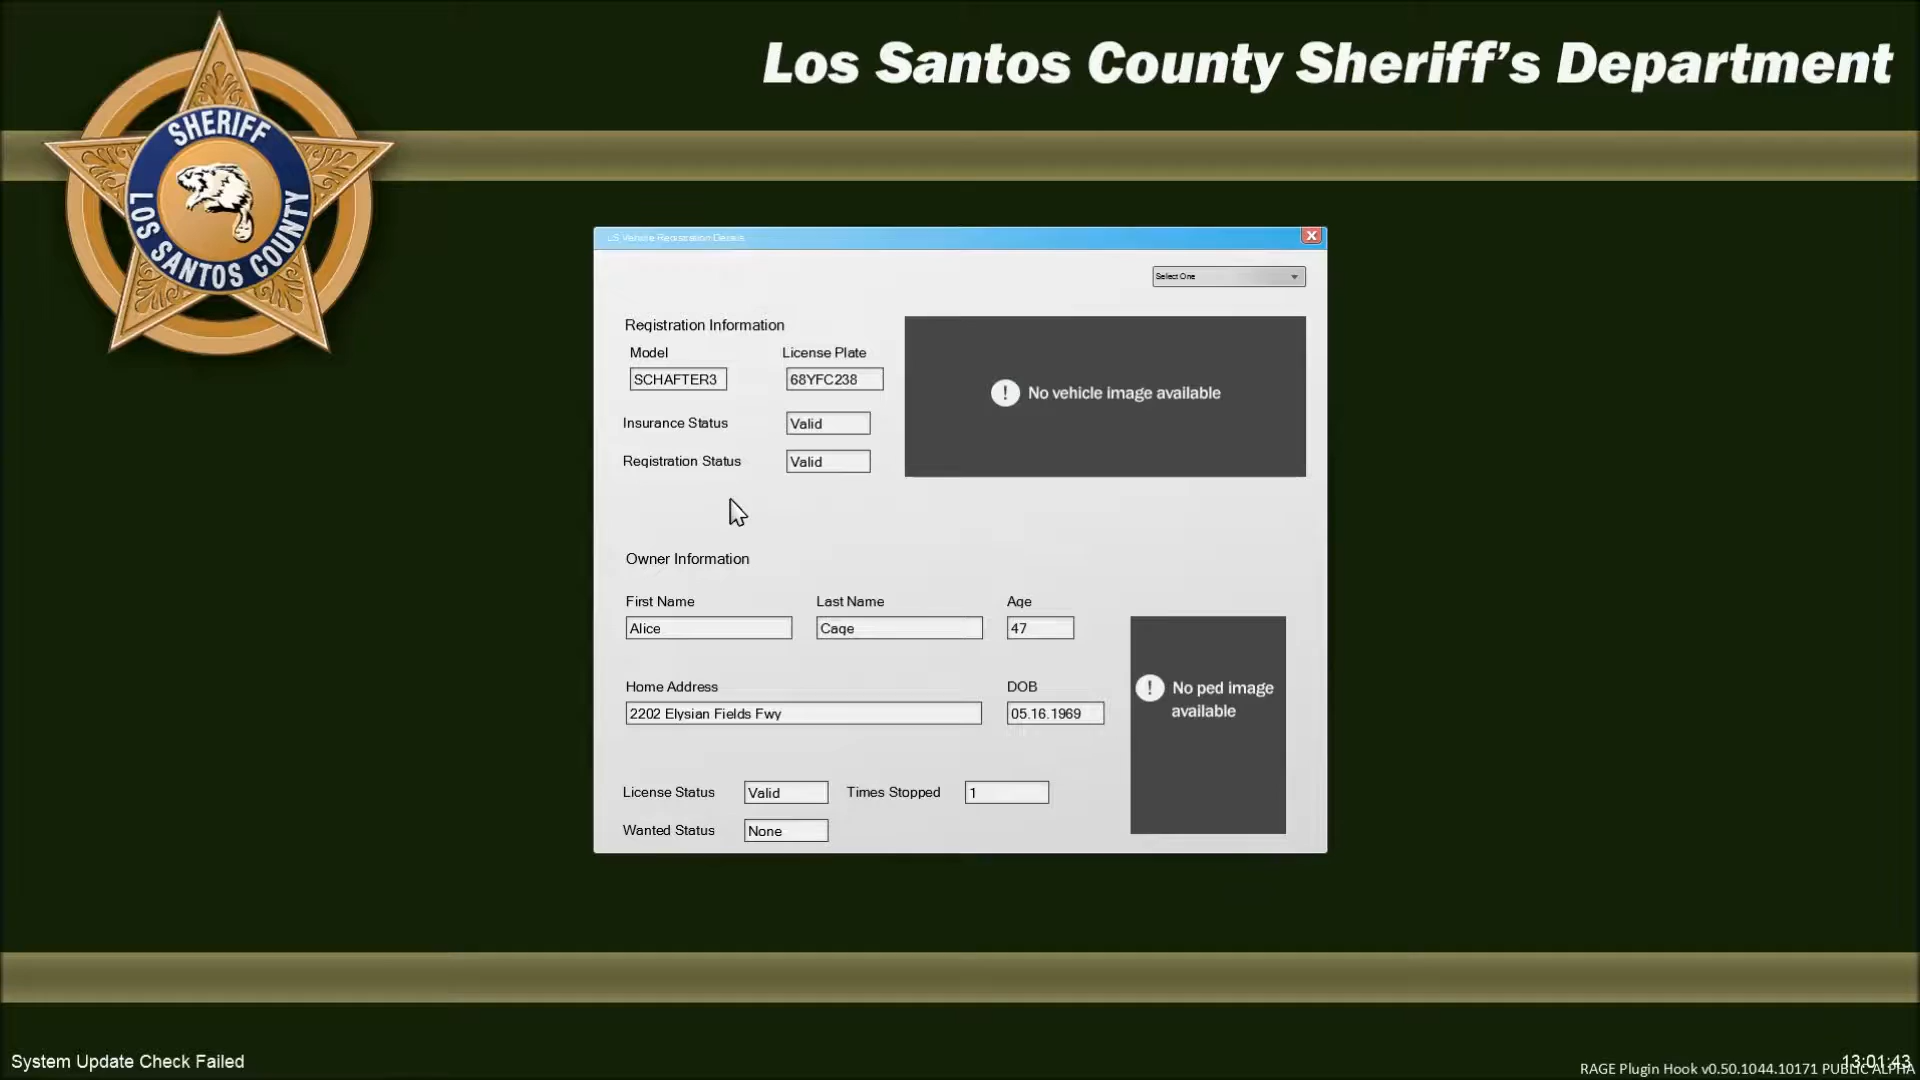 Los Santos County Sheriff's Department
SHERIFF
LOS SANTOS COUNTY
LS Vehicle Registration Details
Select One
Registration Information
Model License Plate
SCHAFTER3 68YFC238
No vehicle image available
Insurance Status Valid
Registration Status Valid
Owner Information
First Name Last Name Age
Alice Cage 47
Home Address DOB
2202 Elysian Fields Fwy 05.16.1969
No ped image
available
License Status Valid Times Stopped 1
Wanted Status None
System Update Check Failed
13:01:43
RAGE Plugin Hook v0.50.1044.10171 PUBLIC ALPHA